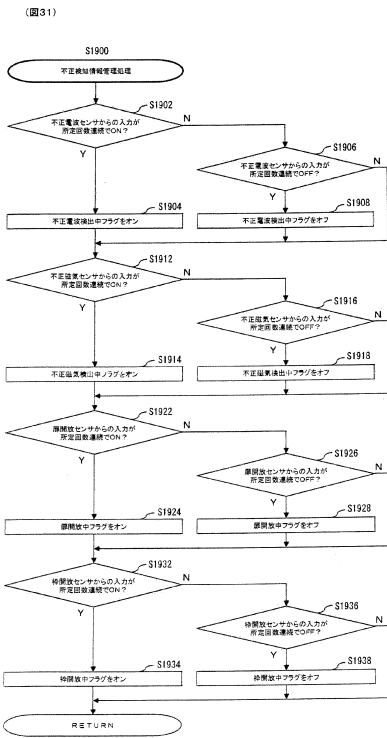 (図31)
S1900
不正検知情報管理処理
S1902
不正電波センサからの入力が
所定回数連続でON?
N
Y
S1906
不正電波センサからの入力が
所定回数連続でOFF?
N
Y
S1904
不正電波検出中フラグをオン
S1908
不正電波検出中フラグをオフ
S1912
不正磁気センサからの入力が
所定回数連続でON?
N
Y
S1916
不正磁気センサからの入力が
所定回数連続でOFF?
N
Y
S1914
不正磁気検出中フラグをオン
S1918
不正磁気検出中フラグをオフ
S1922
扉開放センサからの入力が
所定回数連続でON?
N
Y
S1926
扉開放センサからの入力が
所定回数連続でOFF?
N
Y
S1924
扉開放中フラグをオン
S1928
扉開放中フラグをオフ
S1932
枠開放センサからの入力が
所定回数連続でON?
N
Y
S1936
枠開放センサからの入力が
所定回数連続でOFF?
N
Y
S1934
枠開放中フラグをオン
S1938
枠開放中フラグをオフ
RETURN